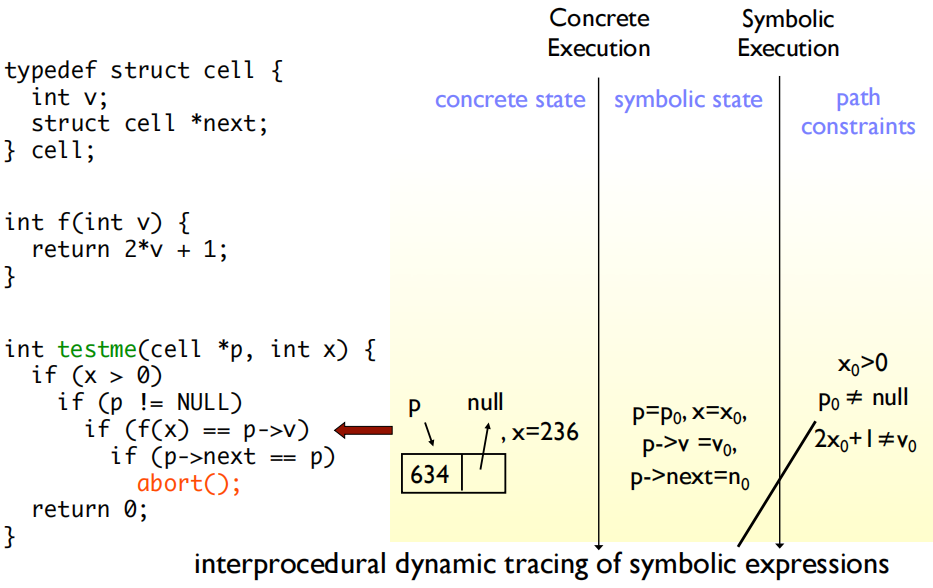 Concrete
Execution
Symbolic
Execution
concrete state
symbolic state
path
constraints
typedef struct cell {
  int v;
  struct cell *next;
} cell;
int f(int v) {
  return 2*v + 1;
}
int testme(cell *p, int x) {
  if (x > 0)
    if (p != NULL)
      if (f(x) == p->v)
        if (p->next == p)
          abort();
  return 0;
}
p
null
, x=236
634
p=p₀, x=x₀,
p->v =v₀,
p->next=n₀
x₀>0
p₀ ≠ null
2x₀+1≠v₀
interprocedural dynamic tracing of symbolic expressions